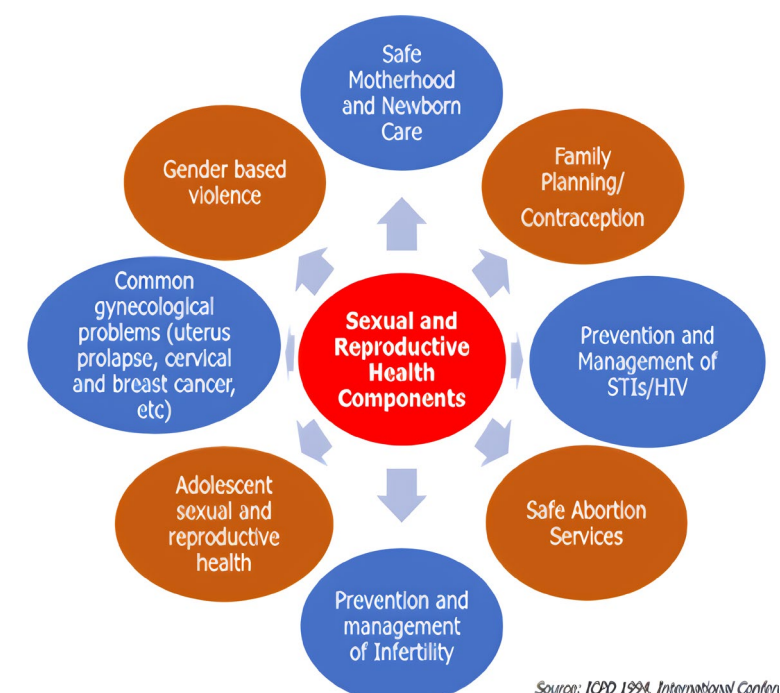 Safe
Motherhood
and Newborn
Care
Family
Planning/
Contraception
Prevention and
Management of
STIs/HIV
Safe Abortion
Services
Prevention and
management
of Infertility
Adolescent
sexual and
reproductive
health
Common
gynecological
problems (uterus
prolapse, cervical
and breast cancer,
etc)
Gender based
violence
Sexual and
Reproductive
Health
Components
Source: ICPD 1994, International